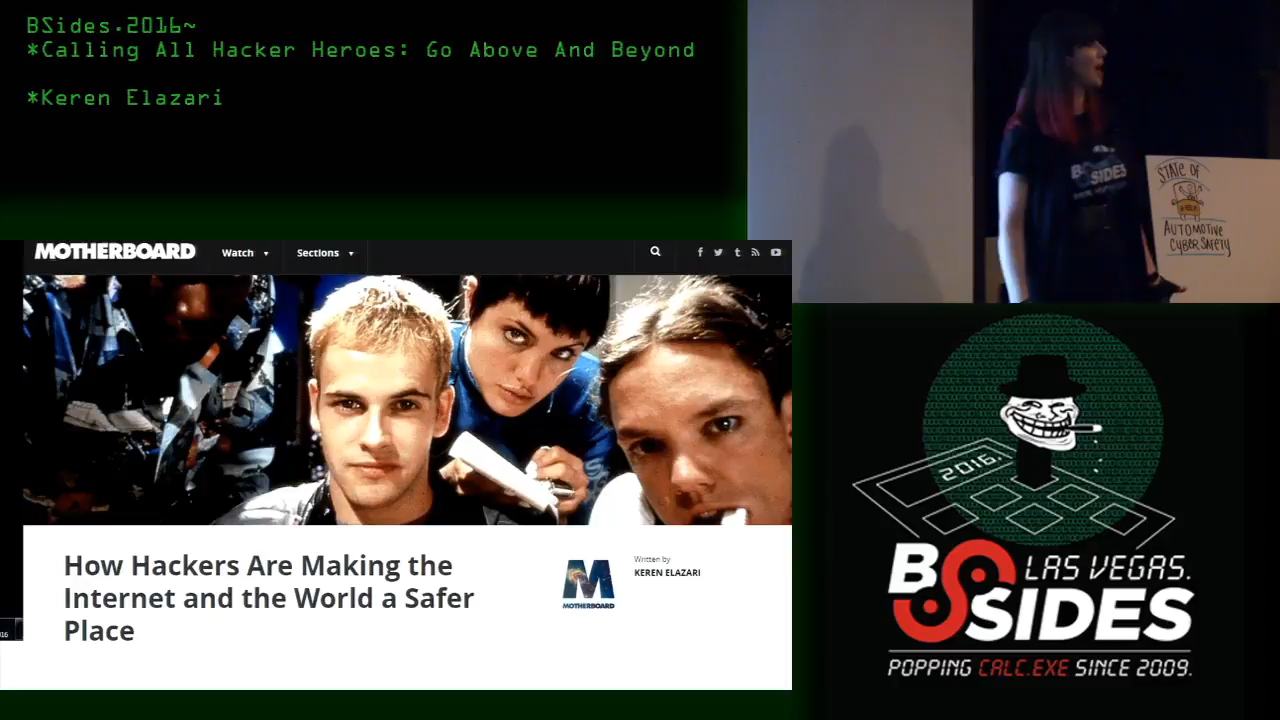 BSides.2016~
*Calling All Hacker Heroes: Go Above And Beyond
*Keren Elazari
MOTHERBOARD
Watch
Sections
How Hackers Are Making the
Internet and the World a Safer
Place
MOTHERBOARD
Written by
KEREN ELAZARI
16
BSIDES
STATE OF
AUTOMOTIVE
CYBER SAFETY
2016.
BSIDES
LAS VEGAS.
POPPING CALC.EXE SINCE 2009.